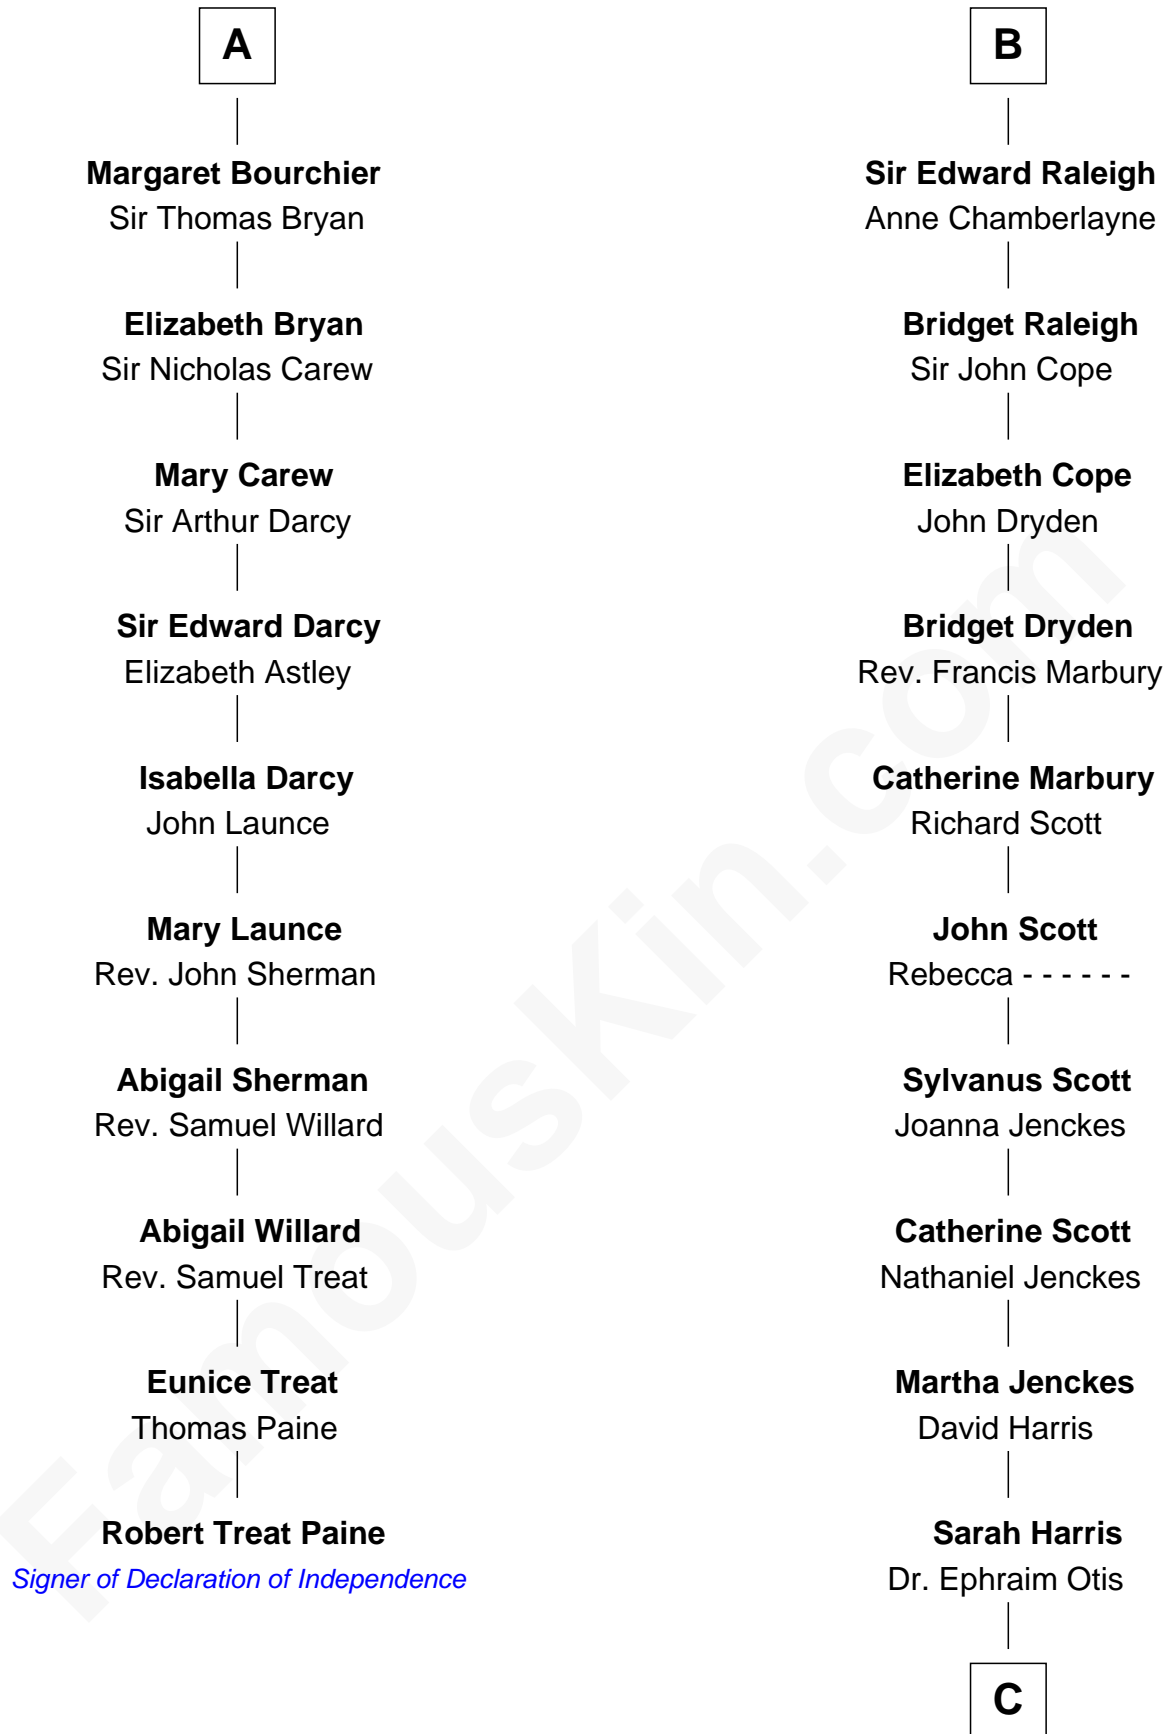 A
Margaret Bourchier
Sir Thomas Bryan
Elizabeth Bryan
Sir Nicholas Carew
Mary Carew
Sir Arthur Darcy
Sir Edward Darcy
Elizabeth Astley
Isabella Darcy
John Launce
Mary Launce
Rev. John Sherman
Abigail Sherman
Rev. Samuel Willard
Abigail Willard
Rev. Samuel Treat
Eunice Treat
Thomas Paine
Robert Treat Paine
Signer of Declaration of Independence
B
Sir Edward Raleigh
Anne Chamberlayne
Bridget Raleigh
Sir John Cope
Elizabeth Cope
John Dryden
Bridget Dryden
Rev. Francis Marbury
Catherine Marbury
Richard Scott
John Scott
Rebecca - - - - - -
Sylvanus Scott
Joanna Jenckes
Catherine Scott
Nathaniel Jenckes
Martha Jenckes
David Harris
Sarah Harris
Dr. Ephraim Otis
C
FamousKin.com